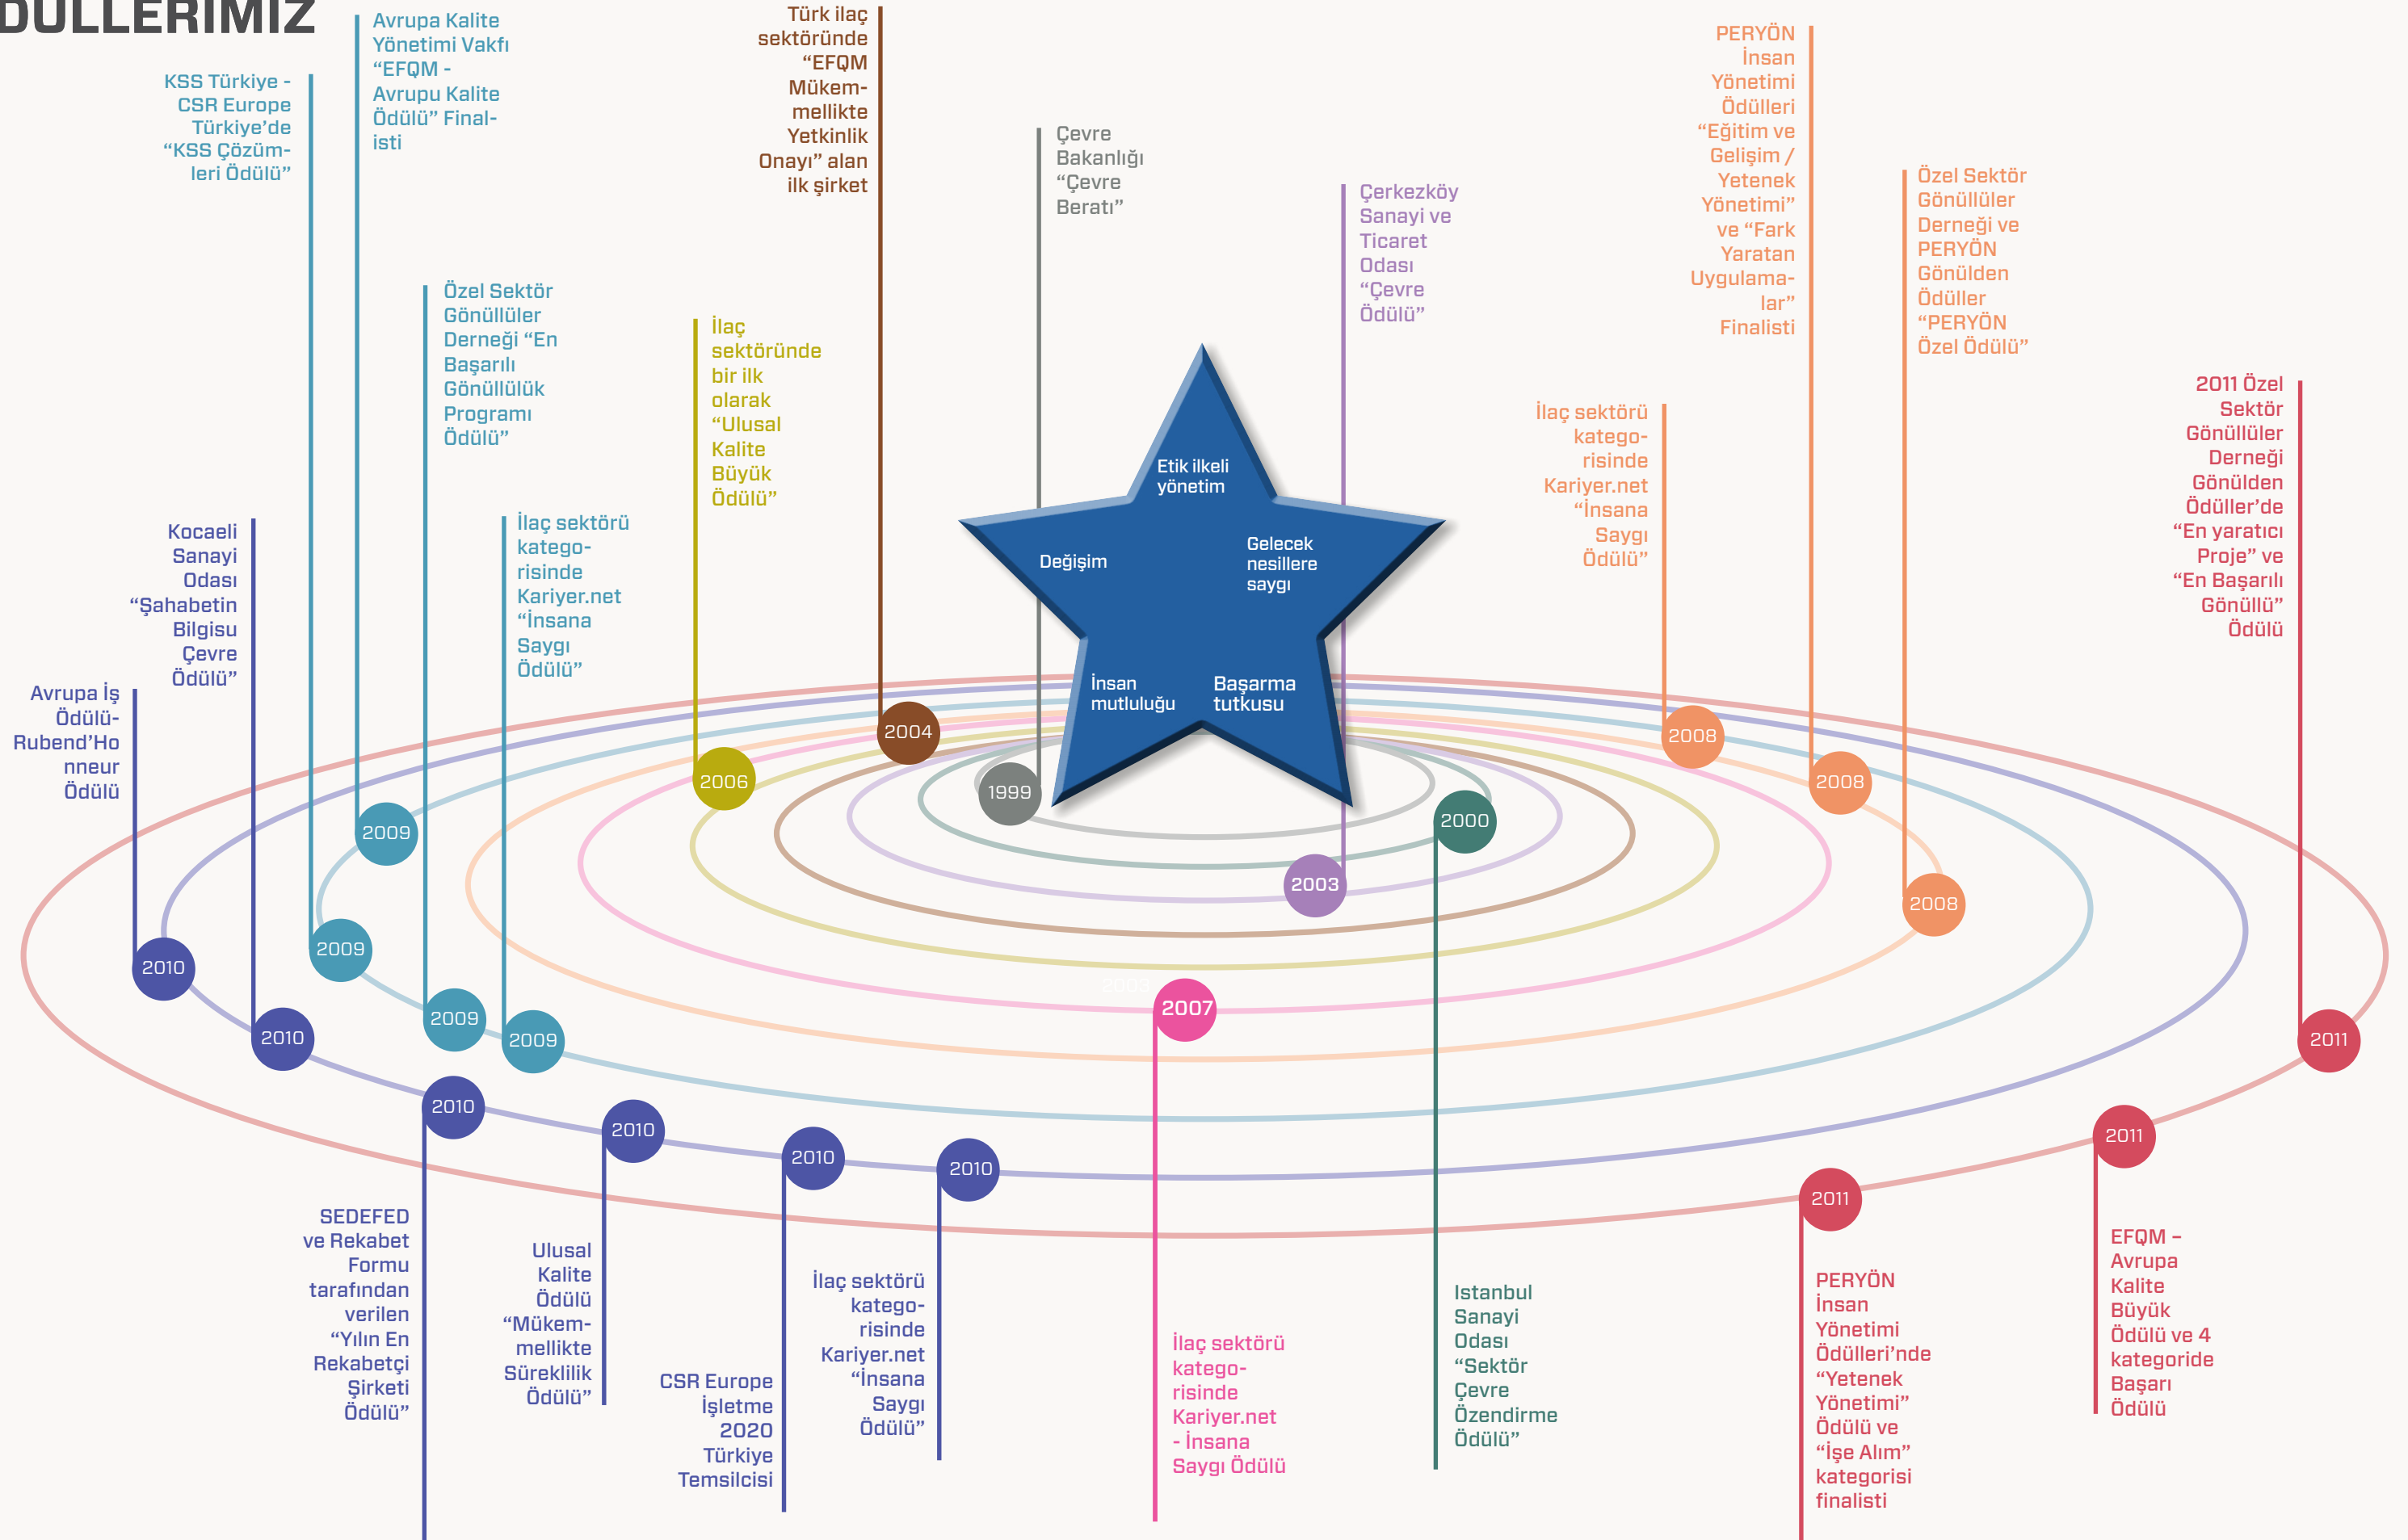 DÜLLERİMİZ
KSS Türkiye -
CSR Europe
Türkiye’de
“KSS Çözüm-
leri Ödülü”
Avrupa Kalite
Yönetimi Vakfı
“EFQM -
Avrupu Kalite
Ödülü” Final-
isti
Türk ilaç
sektöründe
“EFQM
Mükem-
mellikte
Yetkinlik
Onayı” alan
ilk şirket
Çevre
Bakanlığı
“Çevre
Beratı”
Çerkezköy
Sanayi ve
Ticaret
Odası
“Çevre
Ödülü”
PERYÖN
İnsan
Yönetimi
Ödülleri
“Eğitim ve
Gelişim /
Yetenek
Yönetimi”
ve “Fark
Yaratan
Uygulama-
lar”
Finalisti
Özel Sektör
Gönüllüler
Derneği ve
PERYÖN
Gönülden
Ödüller
“PERYÖN
Özel Ödülü”
Özel Sektör
Gönüllüler
Derneği “En
Başarılı
Gönüllülük
Programı
Ödülü”
İlaç
sektöründe
bir ilk
olarak
“Ulusal
Kalite
Büyük
Ödülü”
İlaç sektörü
katego-
risinde
Kariyer.net
“İnsana
Saygı
Ödülü”
2011 Özel
Sektör
Gönüllüler
Derneği
Gönülden
Ödüller’de
“En yaratıcı
Proje” ve
“En Başarılı
Gönüllü”
Ödülü
Kocaeli
Sanayi
Odası
“Şahabetin
Bilgisu
Çevre
Ödülü”
İlaç sektörü
katego-
risinde
Kariyer.net
“İnsana
Saygı
Ödülü”
Avrupa İş
Ödülü-
Rubend’Ho
nneur
Ödülü
Etik ilkeli
yönetim
Değişim
Gelecek
nesillere
saygı
İnsan
mutluluğu
Başarma
tutkusu
2004
2008
2006
1999
2008
2009
2000
2003
2008
2009
2010
2003
2007
2009
2010
2009
2011
2010
2010
2011
2010
2010
2011
SEDEFED
ve Rekabet
Formu
tarafından
verilen
“Yılın En
Rekabetçi
Şirketi
Ödülü”
Ulusal
Kalite
Ödülü
“Mükem-
mellikte
Süreklilik
Ödülü”
CSR Europe
İşletme
2020
Türkiye
Temsilcisi
İlaç sektörü
katego-
risinde
Kariyer.net
“İnsana
Saygı
Ödülü”
İlaç sektörü
katego-
risinde
Kariyer.net
- İnsana
Saygı Ödülü
Istanbul
Sanayi
Odası
“Sektör
Çevre
Özendirme
Ödülü”
PERYÖN
İnsan
Yönetimi
Ödülleri’nde
“Yetenek
Yönetimi”
Ödülü ve
“İşe Alım”
kategorisi
finalisti
EFQM –
Avrupa
Kalite
Büyük
Ödülü ve 4
kategoride
Başarı
Ödülü